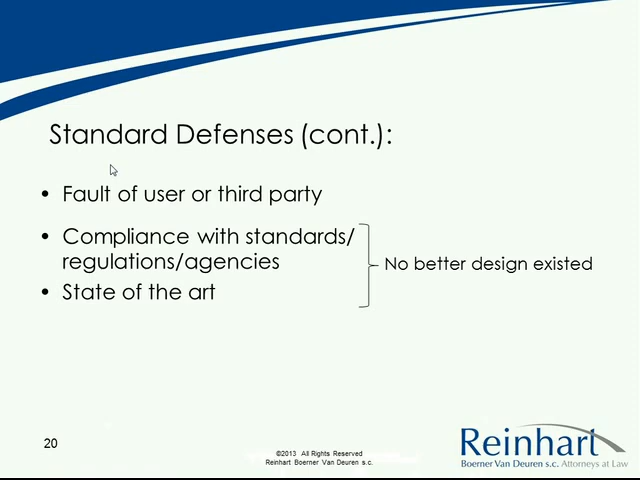 Standard Defenses (cont.):
• Fault of user or third party
• Compliance with standards/
regulations/agencies
No better design existed
• State of the art
20
©2013 All Rights Reserved
Reinhart Boerner Van Deuren s.c.
Reinhart
Boerner Van Deuren s.c. Attorneys at Law